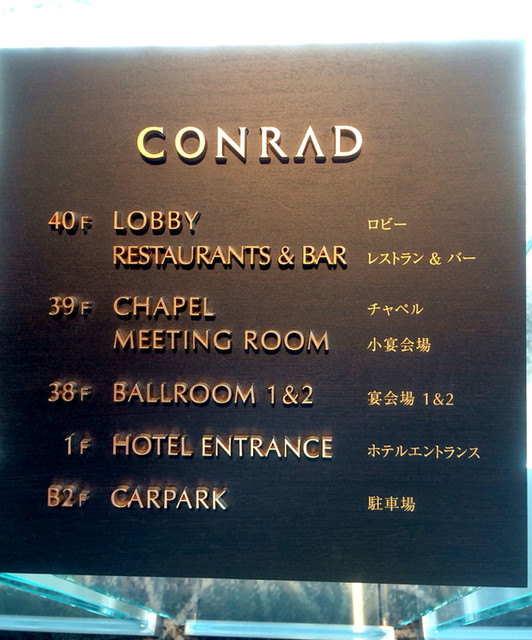 CONRAD
40F LOBBY ロビー
RESTAURANTS & BAR レストラン & バー
39F CHAPEL チャペル
MEETING ROOM 小宴会場
38F BALLROOM 1&2 宴会場 1&2
1F HOTEL ENTRANCE ホテルエントランス
B2F CARPARK 駐車場